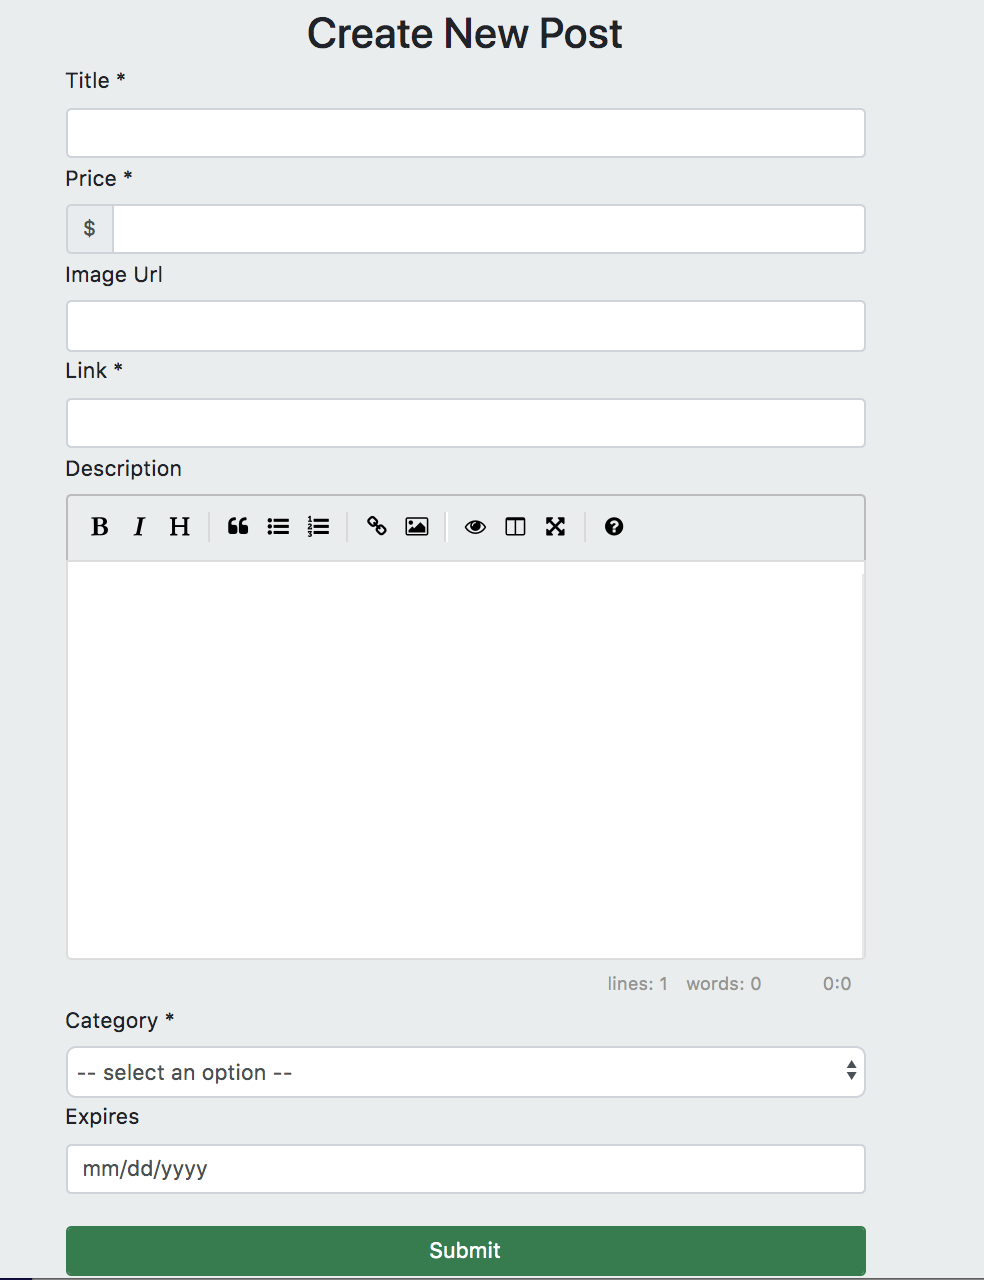 Create New Post
Title *
Price *
$
Image Url
Link *
Description
B I H
lines: 1 words: 0 0:0
Category *
-- select an option --
Expires
mm/dd/yyyy
Submit